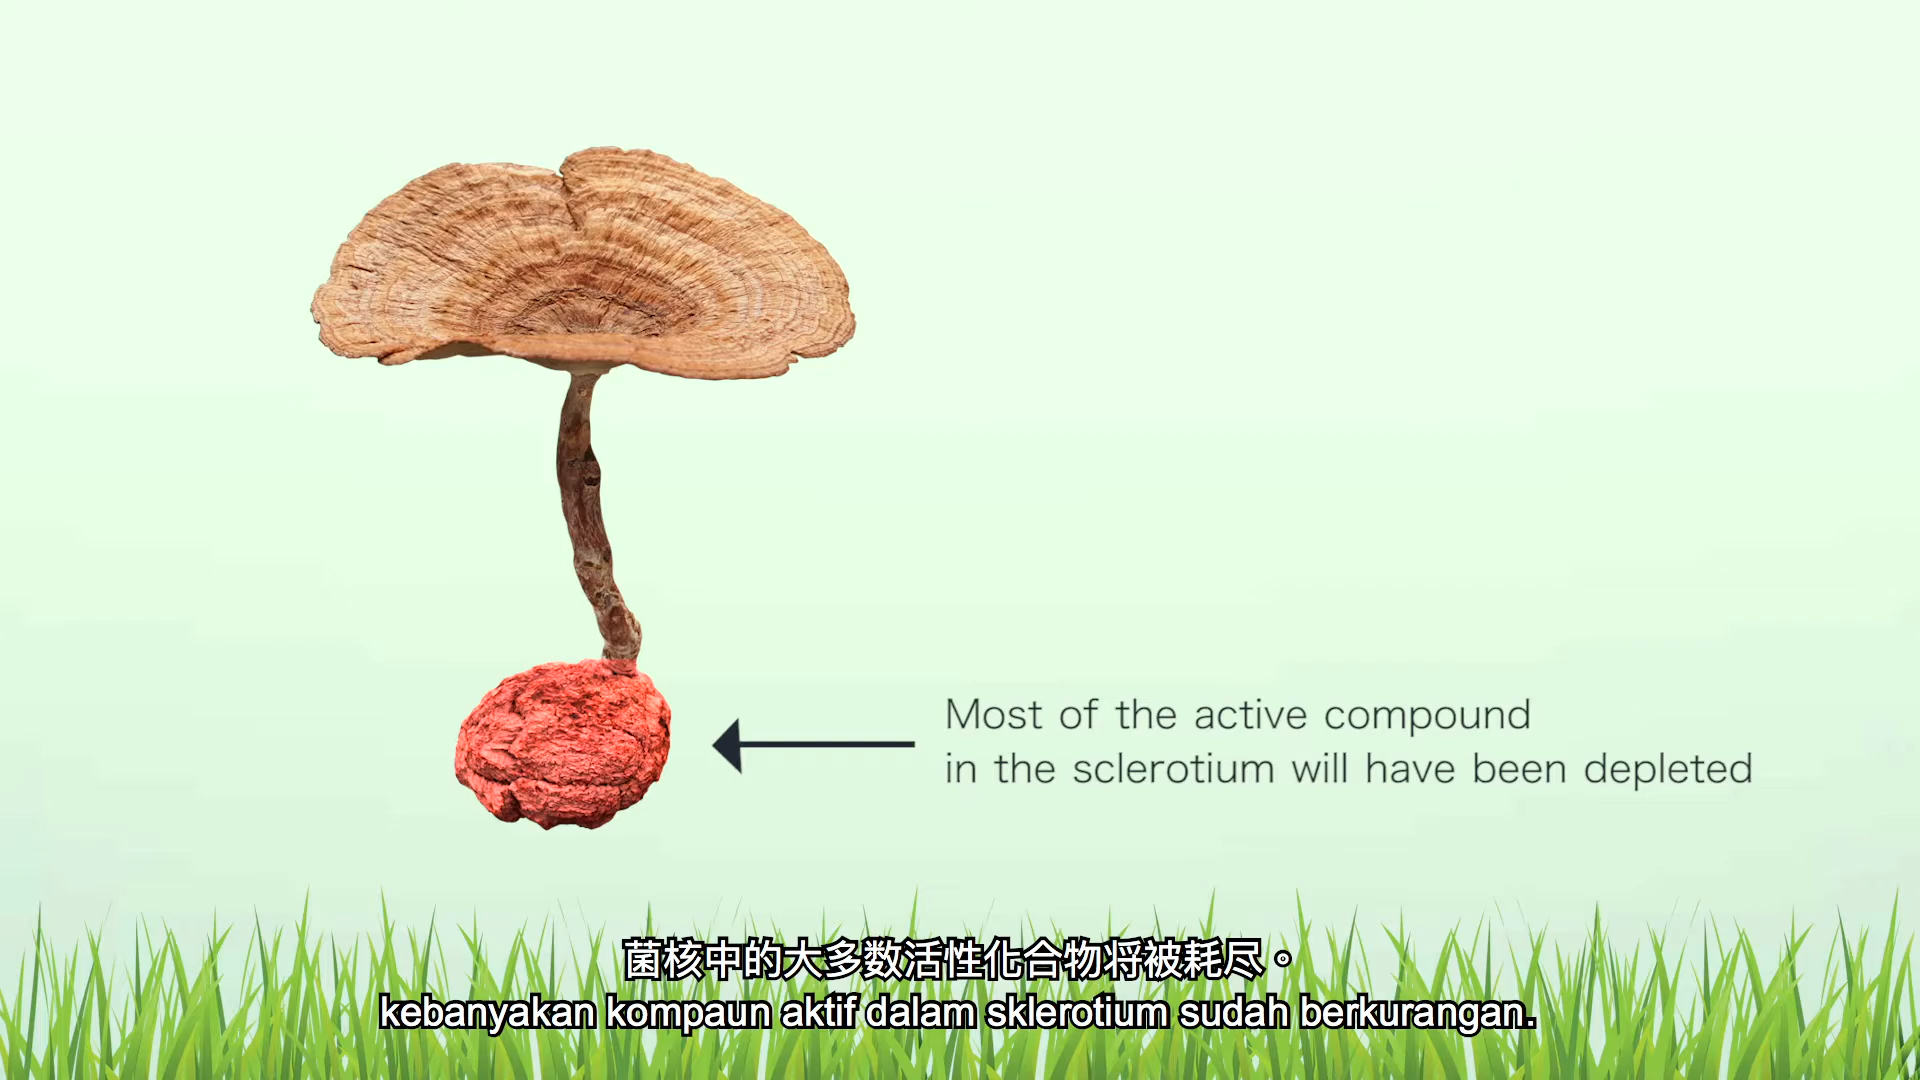 Most of the active compound
in the sclerotium will have been depleted
菌核中的大多数活性化合物将被耗尽。
kebanyakan kompaun aktif dalam sklerotium sudah berkurangan.